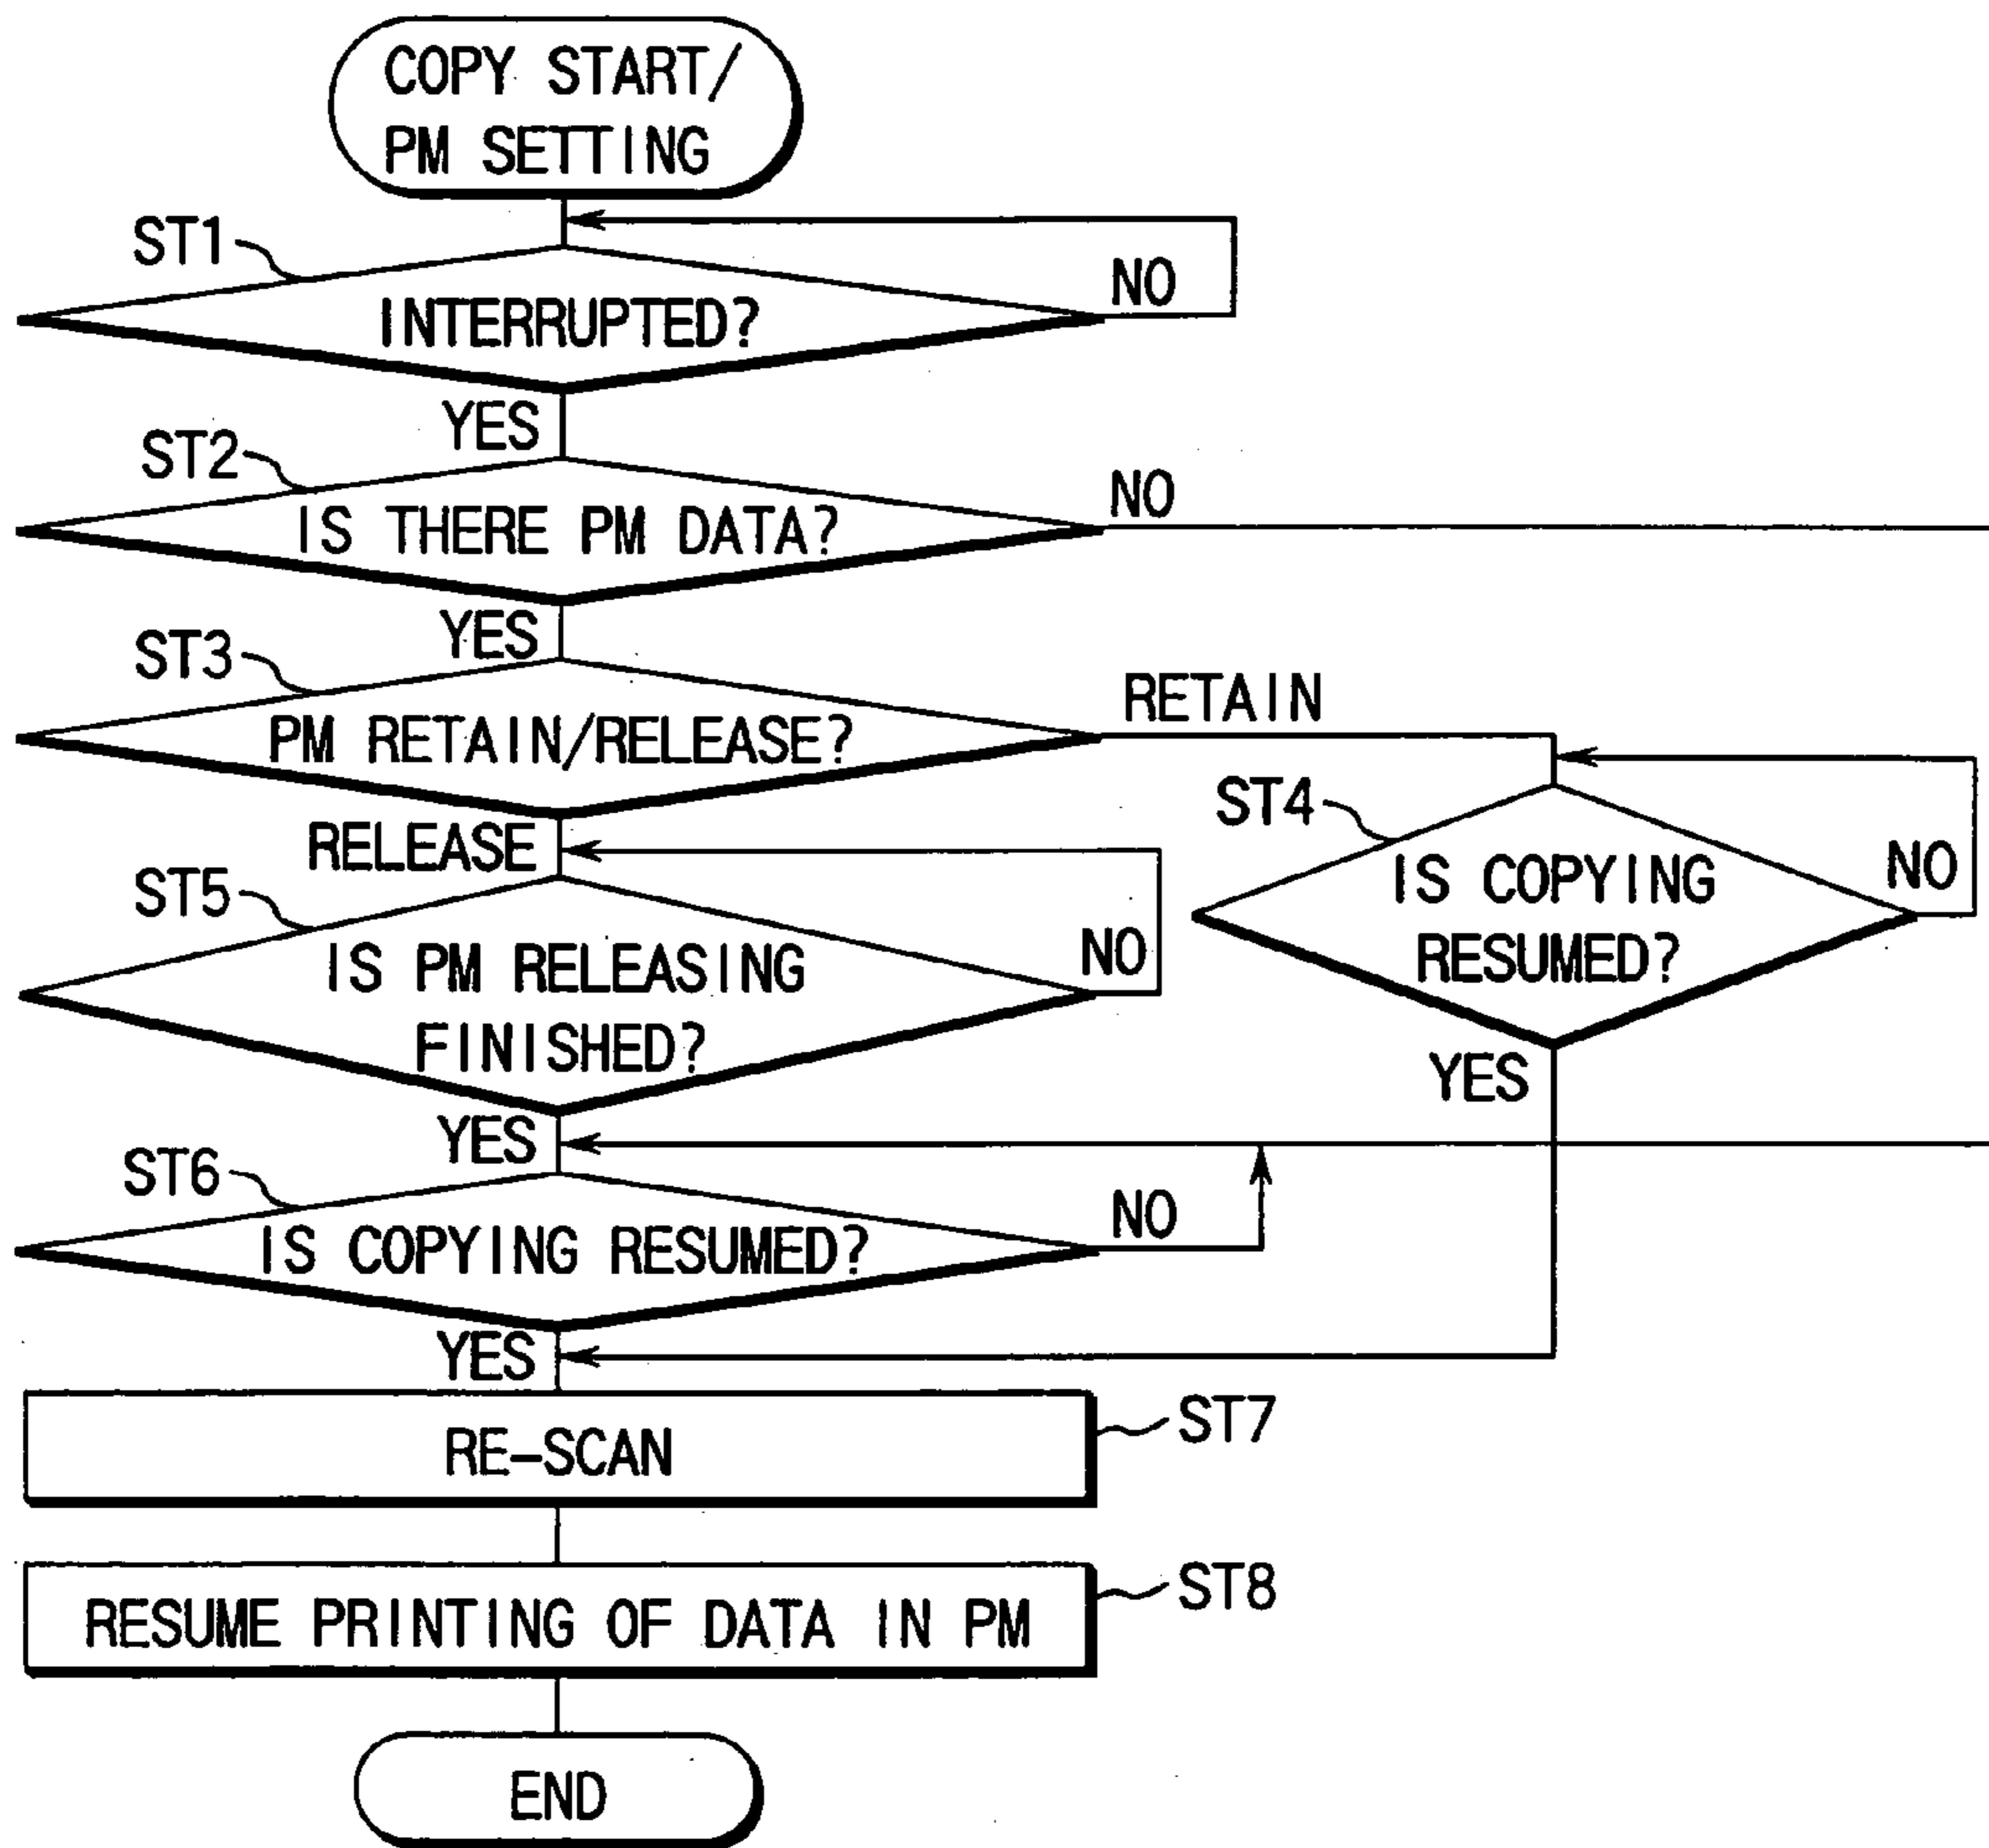 COPY START/
PM SETTING
ST1
INTERRUPTED?
NO
YES
ST2
IS THERE PM DATA?
NO
YES
ST3
PM RETAIN/RELEASE?
RETAIN
RELEASE
ST4
IS COPYING
RESUMED?
NO
YES
ST5
IS PM RELEASING
FINISHED?
NO
YES
ST6
IS COPYING RESUMED?
NO
YES
RE-SCAN
ST7
RESUME PRINTING OF DATA IN PM
ST8
END